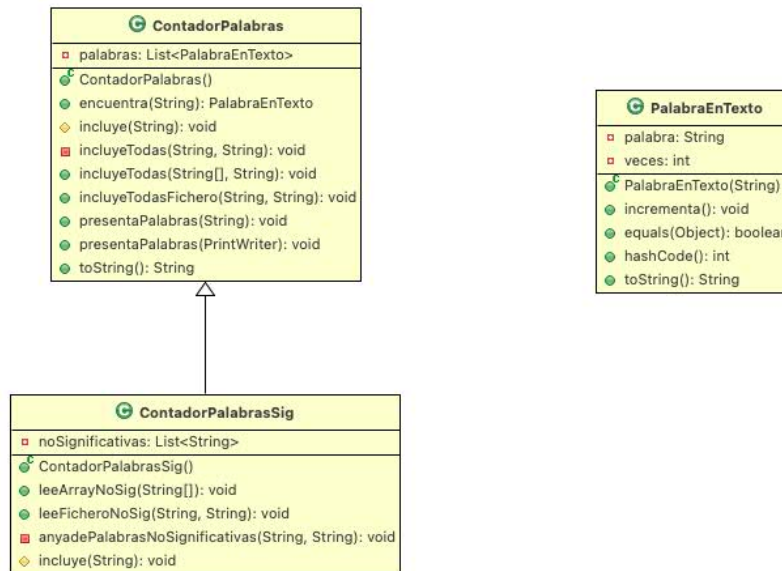 ContadorPalabras
palabras: List<PalabraEnTexto>
ContadorPalabras()
encuentra(String): PalabraEnTexto
incluye(String): void
incluyeTodas(String, String): void
incluyeTodas(String[], String): void
incluyeTodasFichero(String, String): void
presentaPalabras(String): void
presentaPalabras(PrintWriter): void
toString(): String
PalabraEnTexto
palabra: String
veces: int
PalabraEnTexto(String)
incrementa(): void
equals(Object): boolean
hashCode(): int
toString(): String
ContadorPalabrasSig
noSignificativas: List<String>
ContadorPalabrasSig()
leeArrayNoSig(String[]): void
leeFicheroNoSig(String, String): void
anyadePalabrasNoSignificativas(String, String): void
incluye(String): void